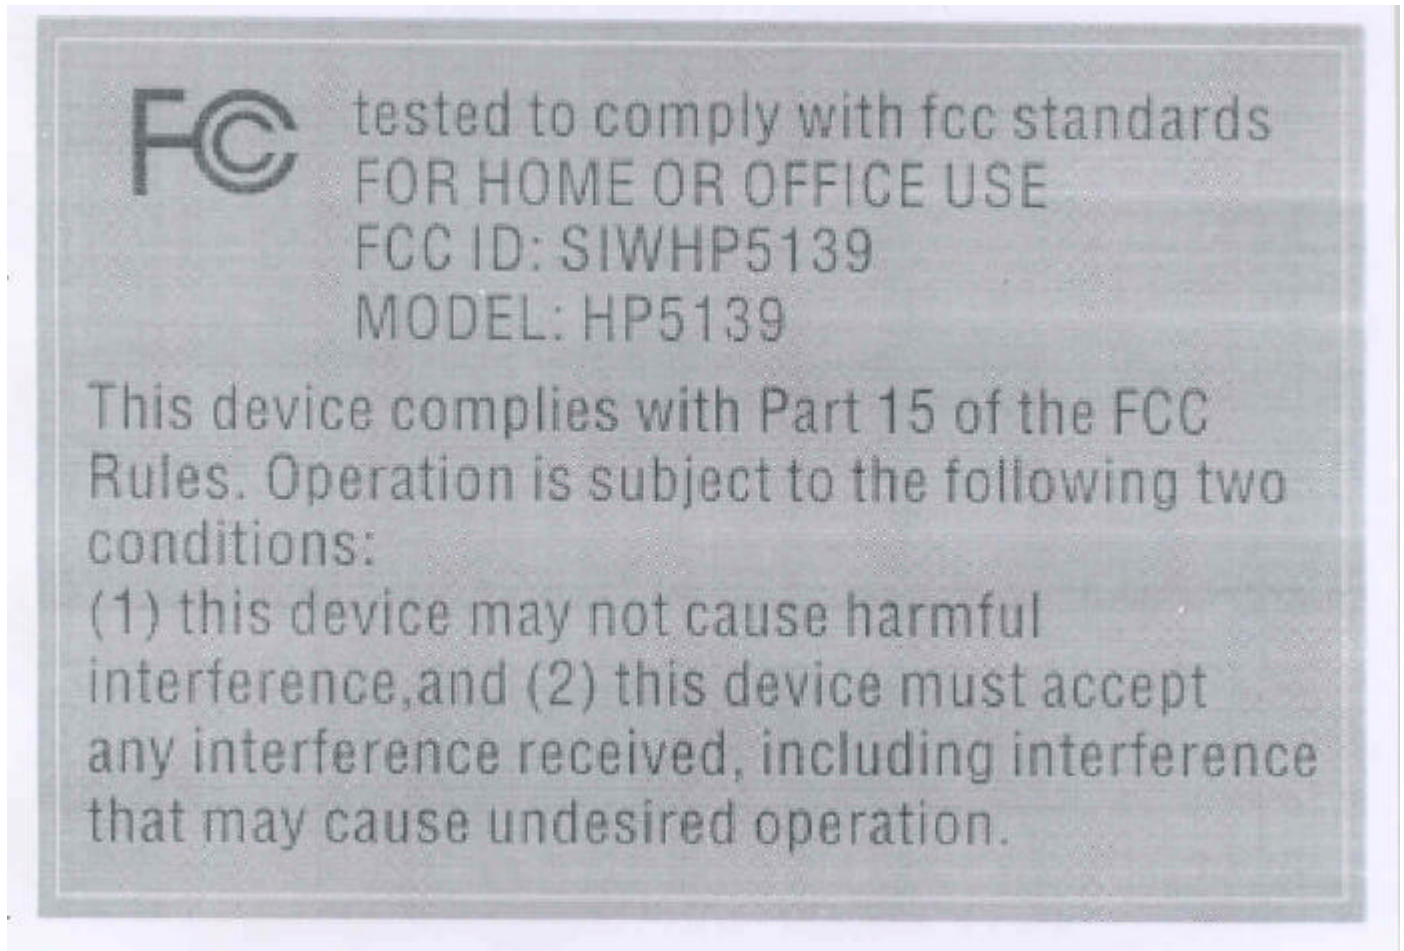 FCC tested to comply with fcc standards
FOR HOME OR OFFICE USE
FCC ID: SIWHP5139
MODEL: HP5139
This device complies with Part 15 of the FCC
Rules. Operation is subject to the following two
conditions:
(1) this device may not cause harmful
interference,and (2) this device must accept
any interference received, including interference
that may cause undesired operation.